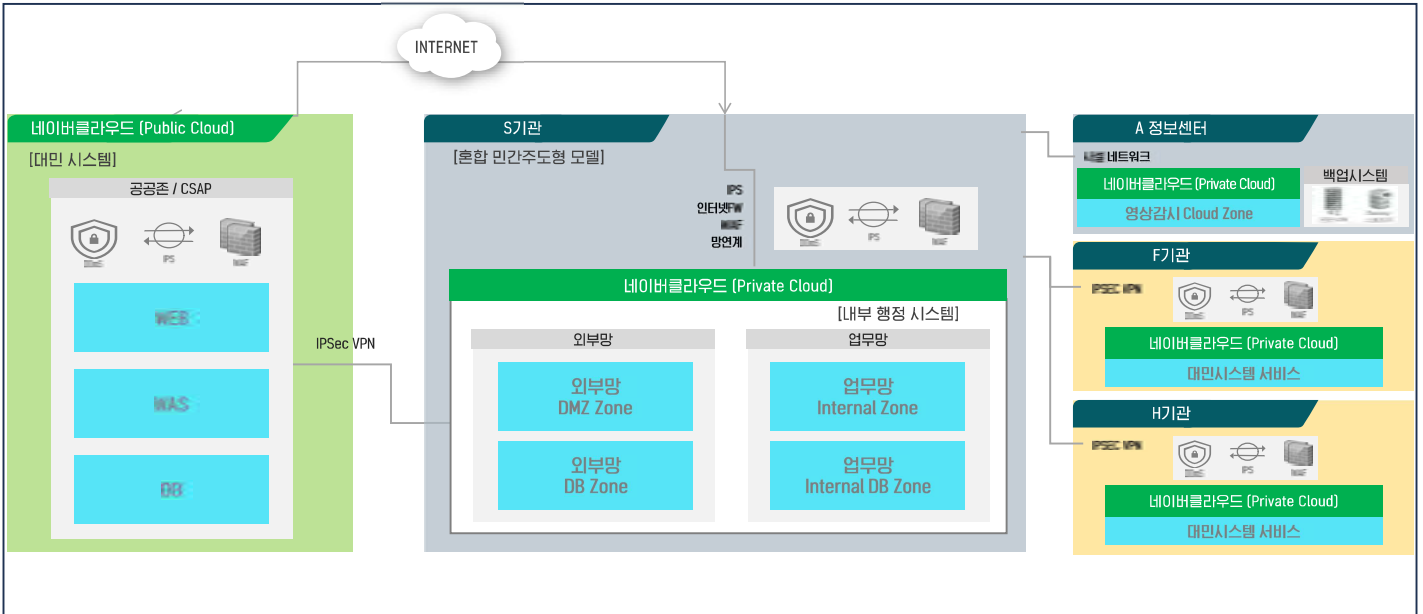 INTERNET
네이버클라우드 (Public Cloud)
[대민 시스템]
공공존 / CSAP
IPS
WEB
WAS
DB
IPSec VPN
S기관
[혼합 민간주도형 모델]
IPS
인터넷FW
망연계
IPS
네이버클라우드 (Private Cloud)
[내부 행정 시스템]
외부망
외부망
DMZ Zone
외부망
DB Zone
업무망
업무망
Internal Zone
업무망
Internal DB Zone
A 정보센터
네트워크
네이버클라우드 (Private Cloud)
영상감시 Cloud Zone
백업시스템
F기관
IPSEC VPN
IPS
네이버클라우드 (Private Cloud)
대민시스템 서비스
H기관
IPSEC VPN
IPS
네이버클라우드 (Private Cloud)
대민시스템 서비스